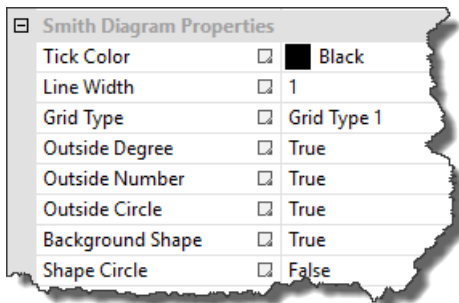 Smith Diagram Properties
Tick Color Black
Line Width 1
Grid Type Grid Type 1
Outside Degree True
Outside Number True
Outside Circle True
Background Shape True
Shape Circle False